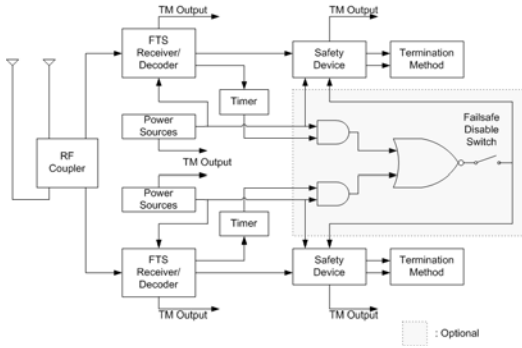 TM Output
TM Output
FTS
Receiver/
Decoder
Safety
Device
Termination
Method
Timer
Failsafe
Disable
Switch
Power
Sources
TM Output
RF
Coupler
Power
Sources
Timer
FTS
Receiver/
Decoder
Safety
Device
Termination
Method
TM Output
TM Output
: Optional